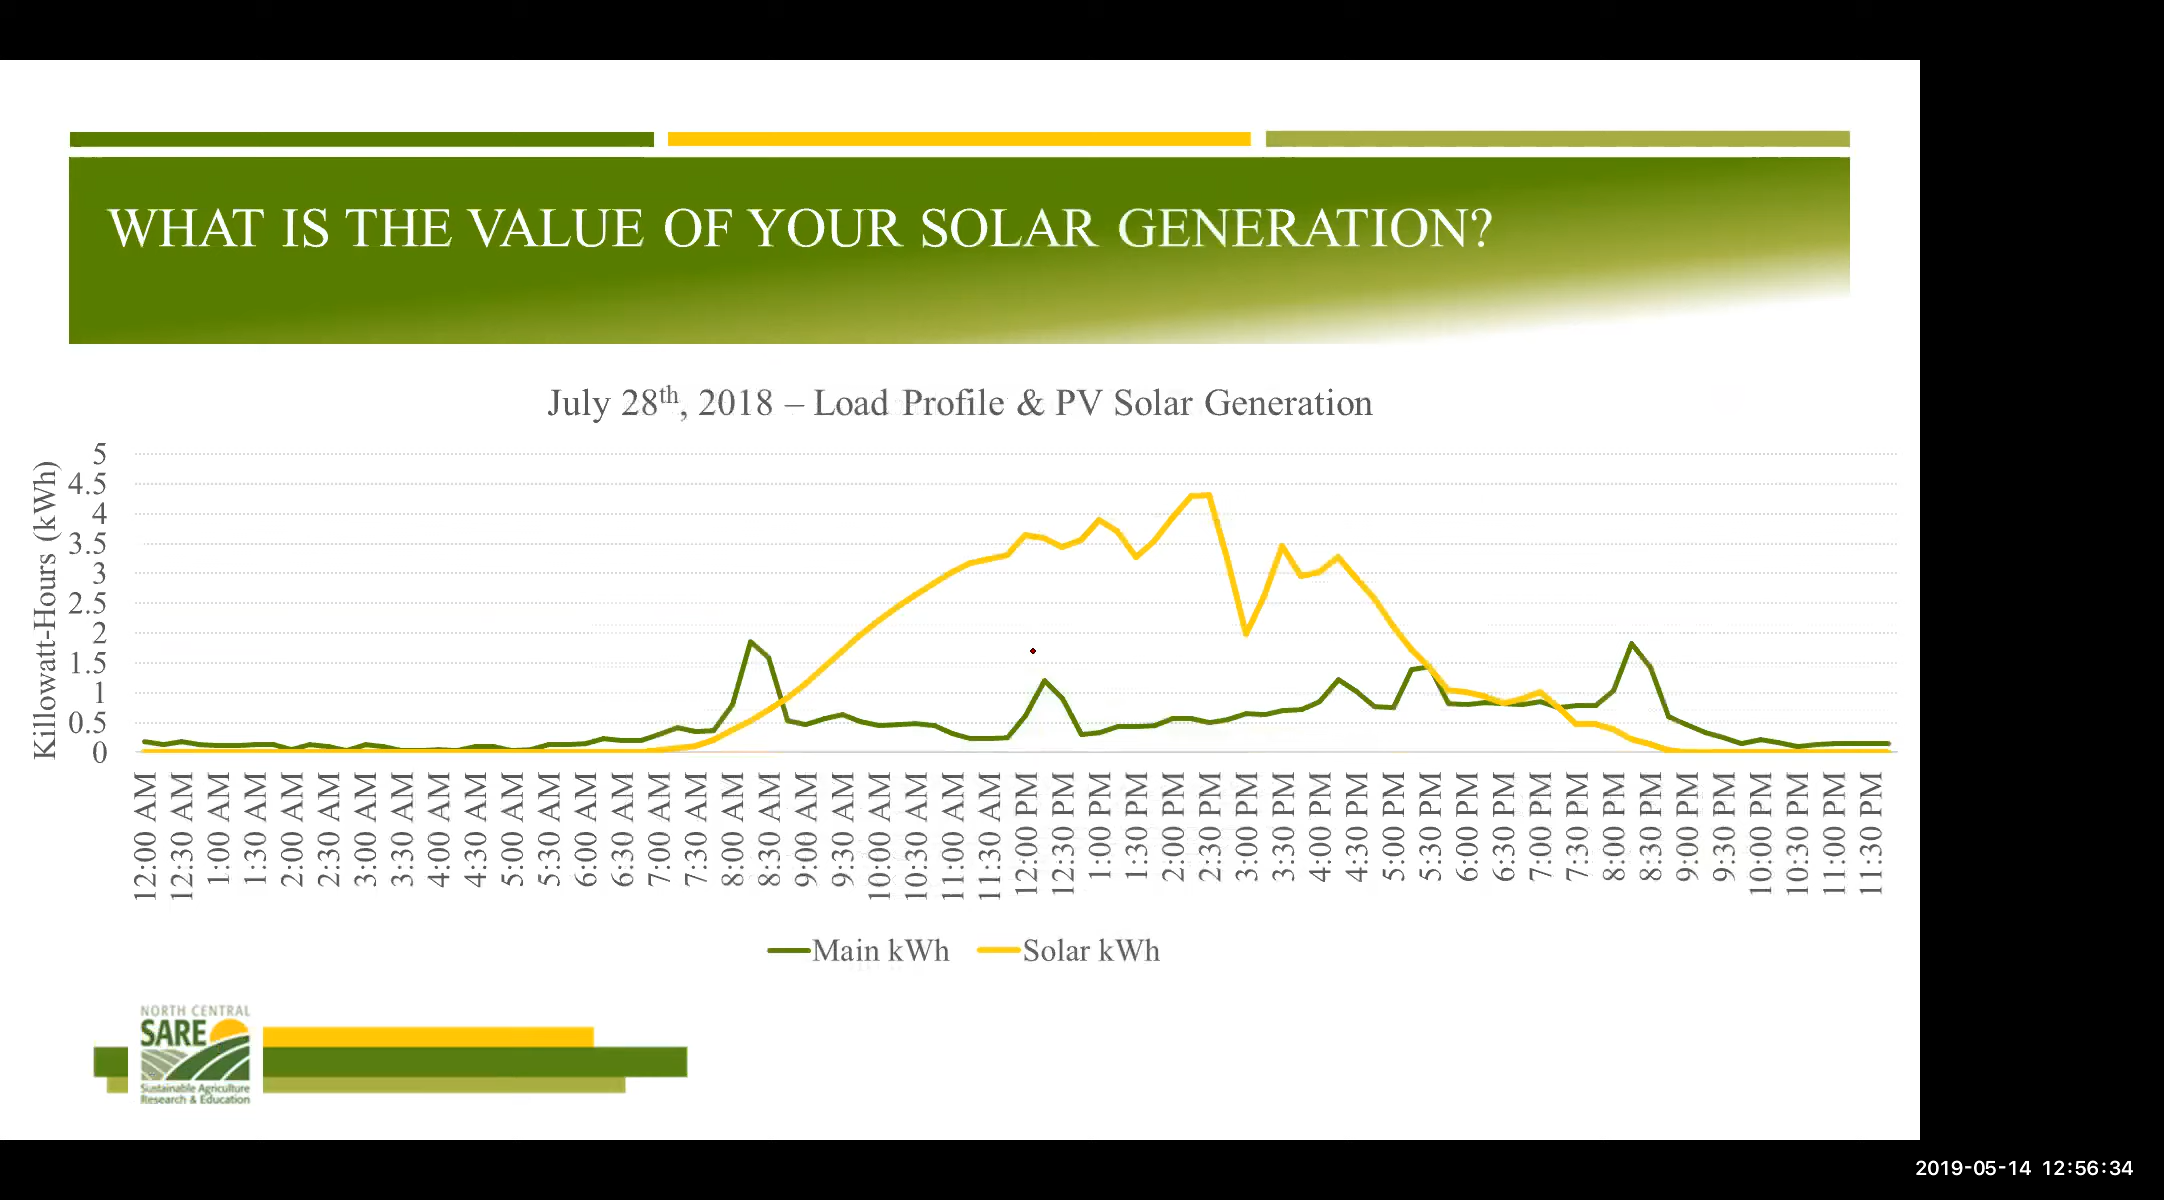 WHAT IS THE VALUE OF YOUR SOLAR GENERATION?
July 28th, 2018 – Load Profile & PV Solar Generation
Killowatt-Hours (kWh)
5
4.5
4
3.5
3
2.5
2
1.5
1
0.5
0
12:00 AM
12:30 AM
1:00 AM
1:30 AM
2:00 AM
2:30 AM
3:00 AM
3:30 AM
4:00 AM
4:30 AM
5:00 AM
5:30 AM
6:00 AM
6:30 AM
7:00 AM
7:30 AM
8:00 AM
8:30 AM
9:00 AM
9:30 AM
10:00 AM
10:30 AM
11:00 AM
11:30 AM
12:00 PM
12:30 PM
1:00 PM
1:30 PM
2:00 PM
2:30 PM
3:00 PM
3:30 PM
4:00 PM
4:30 PM
5:00 PM
5:30 PM
6:00 PM
6:30 PM
7:00 PM
7:30 PM
8:00 PM
8:30 PM
9:00 PM
9:30 PM
10:00 PM
10:30 PM
11:00 PM
11:30 PM
Main kWh
Solar kWh
NORTH CENTRAL
SARE
Sustainable Agriculture
Research & Education
2019-05-14 12:56:34